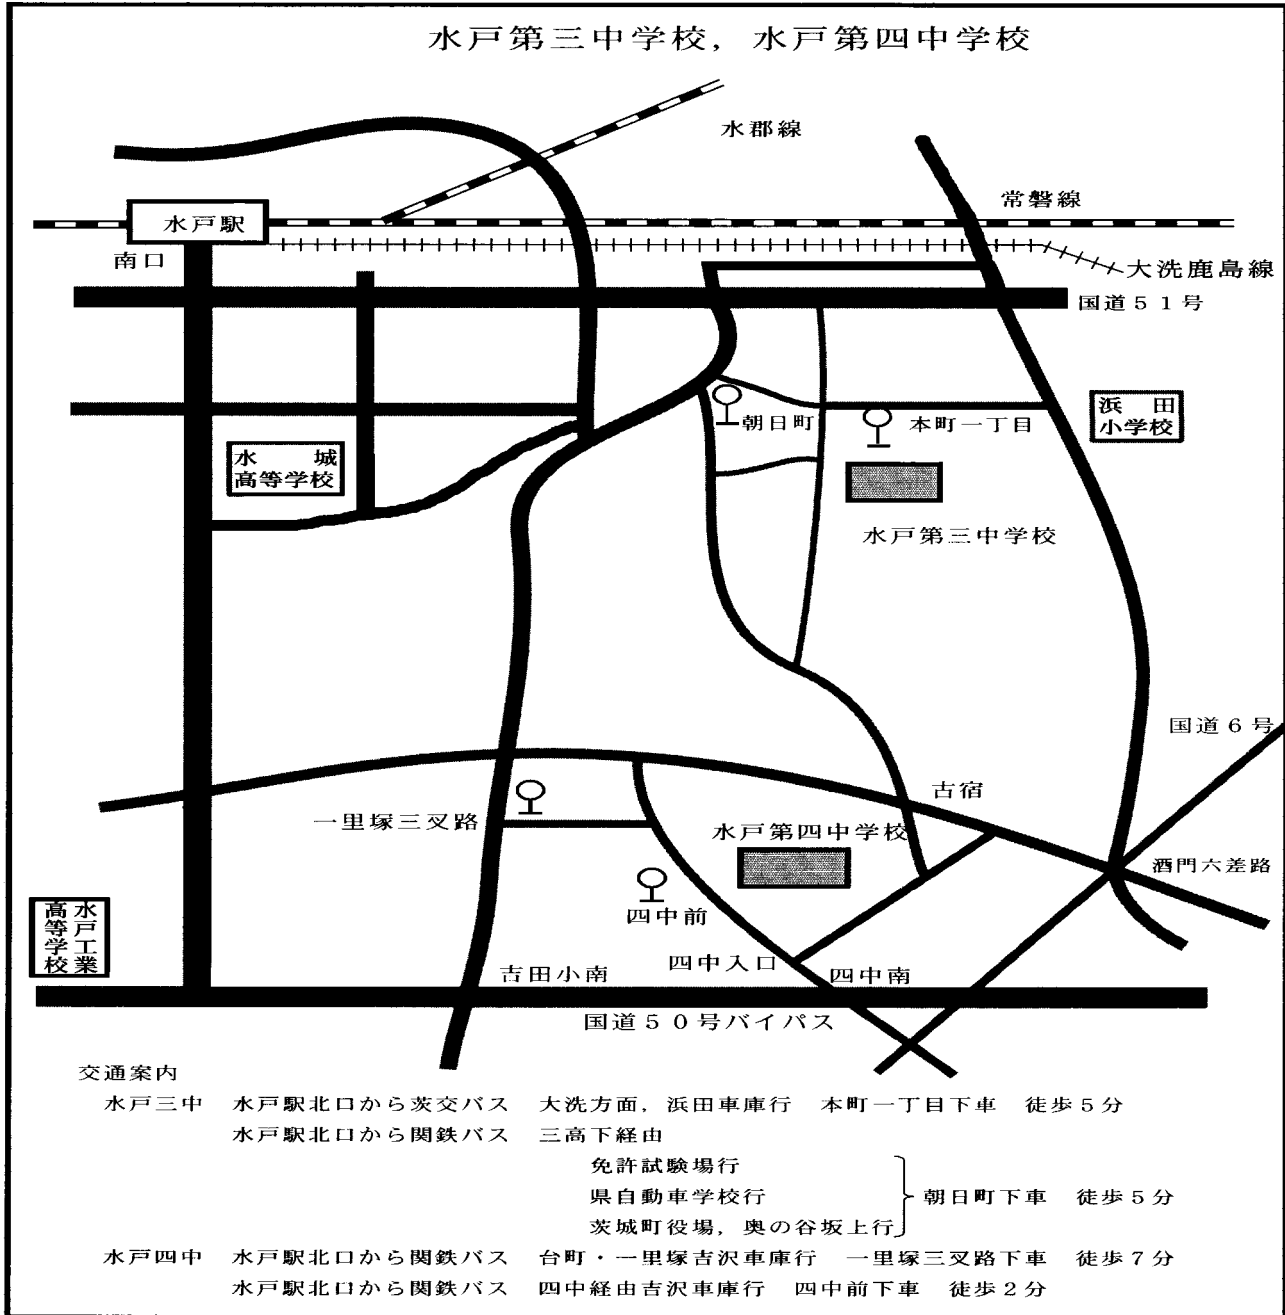 水戸第三中学校，水戸第四中学校
水郡線
常磐線
水戸駅
南口
大洗鹿島線
国道５１号
浜　田
小学校
朝日町
本町一丁目
水　城
高等学校
水戸第三中学校
国道６号
古宿
一里塚三叉路
水戸第四中学校
酒門六差路
水戸工業
高等学校
四中前
四中入口
四中南
吉田小南
国道５０号バイパス
交通案内
水戸三中　水戸駅北口から茨交バス　大洗方面，浜田車庫行　本町一丁目下車　徒歩５分
水戸駅北口から関鉄バス　三高下経由
免許試験場行
県自動車学校行　朝日町下車　徒歩５分
茨城町役場，奥の谷坂上行
水戸四中　水戸駅北口から関鉄バス　台町・一里塚吉沢車庫行　一里塚三叉路下車　徒歩７分
水戸駅北口から関鉄バス　四中経由吉沢車庫行　四中前下車　徒歩２分